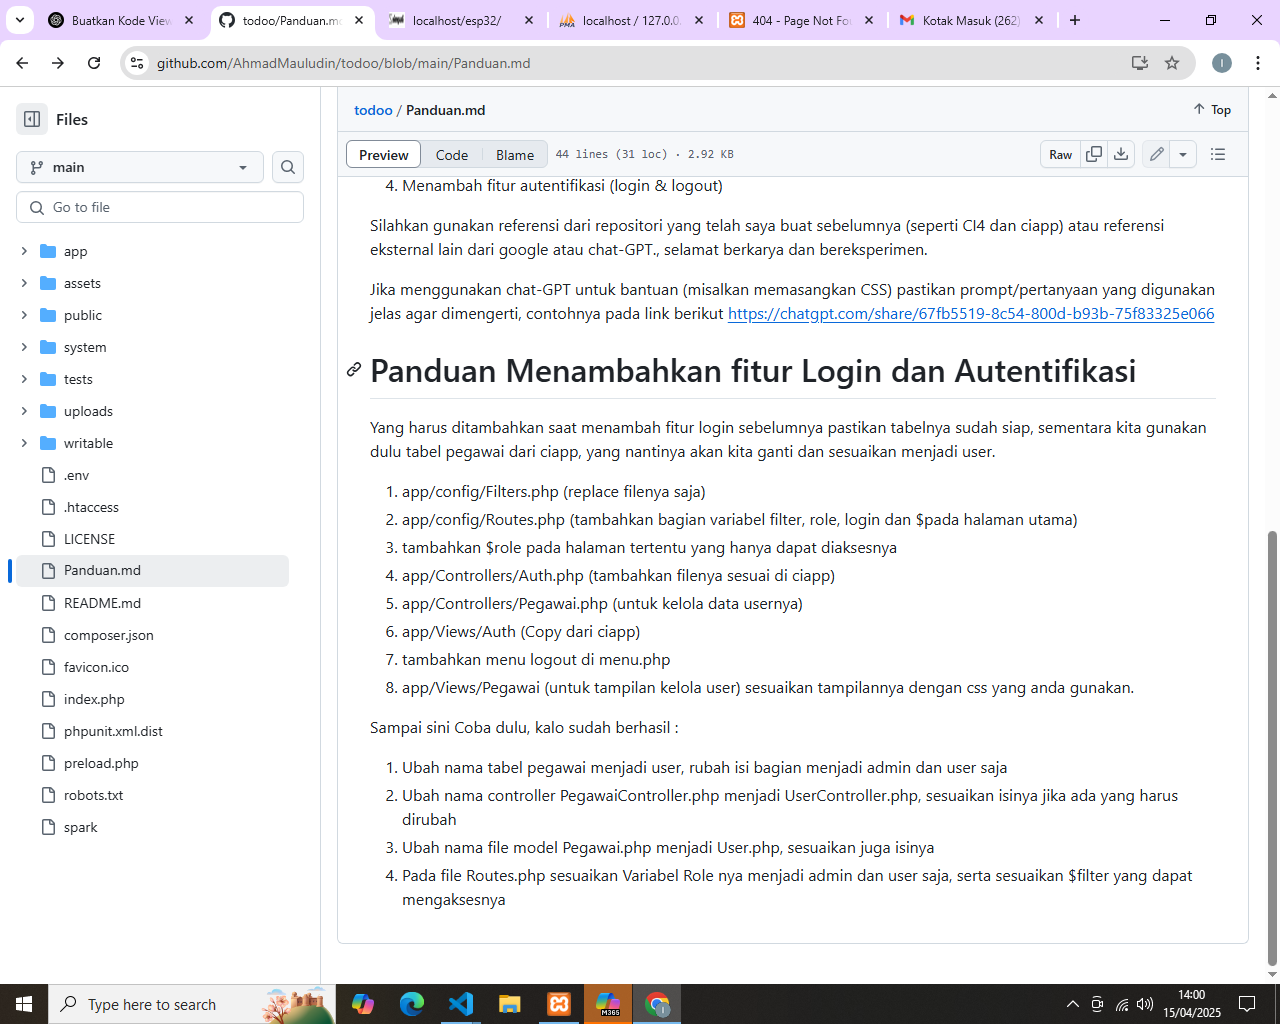 Buatkan Kode View
todoo/Panduan.md
localhost/esp32/
localhost / 127.0.0.
404 - Page Not Fou
Kotak Masuk (262)
github.com/AhmadMauludin/todoo/blob/main/Panduan.md
I
Files
main
Go to file
app
assets
public
system
tests
uploads
writable
.env
.htaccess
LICENSE
Panduan.md
README.md
composer.json
favicon.ico
index.php
phpunit.xml.dist
preload.php
robots.txt
spark
todoo / Panduan.md
Top
Preview Code Blame 44 lines (31 loc) · 2.92 KB
Raw
4. Menambah fitur autentifikasi (login & logout)
Silahkan gunakan referensi dari repositori yang telah saya buat sebelumnya (seperti CI4 dan ciapp) atau referensi
eksternal lain dari google atau chat-GPT., selamat berkarya dan bereksperimen.
Jika menggunakan chat-GPT untuk bantuan (misalkan memasangkan CSS) pastikan prompt/pertanyaan yang digunakan
jelas agar dimengerti, contohnya pada link berikut https://chatgpt.com/share/67fb5519-8c54-800d-b93b-75f83325e066
Panduan Menambahkan fitur Login dan Autentifikasi
Yang harus ditambahkan saat menambah fitur login sebelumnya pastikan tabelnya sudah siap, sementara kita gunakan
dulu tabel pegawai dari ciapp, yang nantinya akan kita ganti dan sesuaikan menjadi user.
1. app/config/Filters.php (replace filenya saja)
2. app/config/Routes.php (tambahkan bagian variabel filter, role, login dan $pada halaman utama)
3. tambahkan $role pada halaman tertentu yang hanya dapat diaksesnya
4. app/Controllers/Auth.php (tambahkan filenya sesuai di ciapp)
5. app/Controllers/Pegawai.php (untuk kelola data usernya)
6. app/Views/Auth (Copy dari ciapp)
7. tambahkan menu logout di menu.php
8. app/Views/Pegawai (untuk tampilan kelola user) sesuaikan tampilannya dengan css yang anda gunakan.
Sampai sini Coba dulu, kalo sudah berhasil :
1. Ubah nama tabel pegawai menjadi user, rubah isi bagian menjadi admin dan user saja
2. Ubah nama controller PegawaiController.php menjadi UserController.php, sesuaikan isinya jika ada yang harus
dirubah
3. Ubah nama file model Pegawai.php menjadi User.php, sesuaikan juga isinya
4. Pada file Routes.php sesuaikan Variabel Role nya menjadi admin dan user saja, serta sesuaikan $filter yang dapat
mengaksesnya
Type here to search
M365
I
14:00
15/04/2025